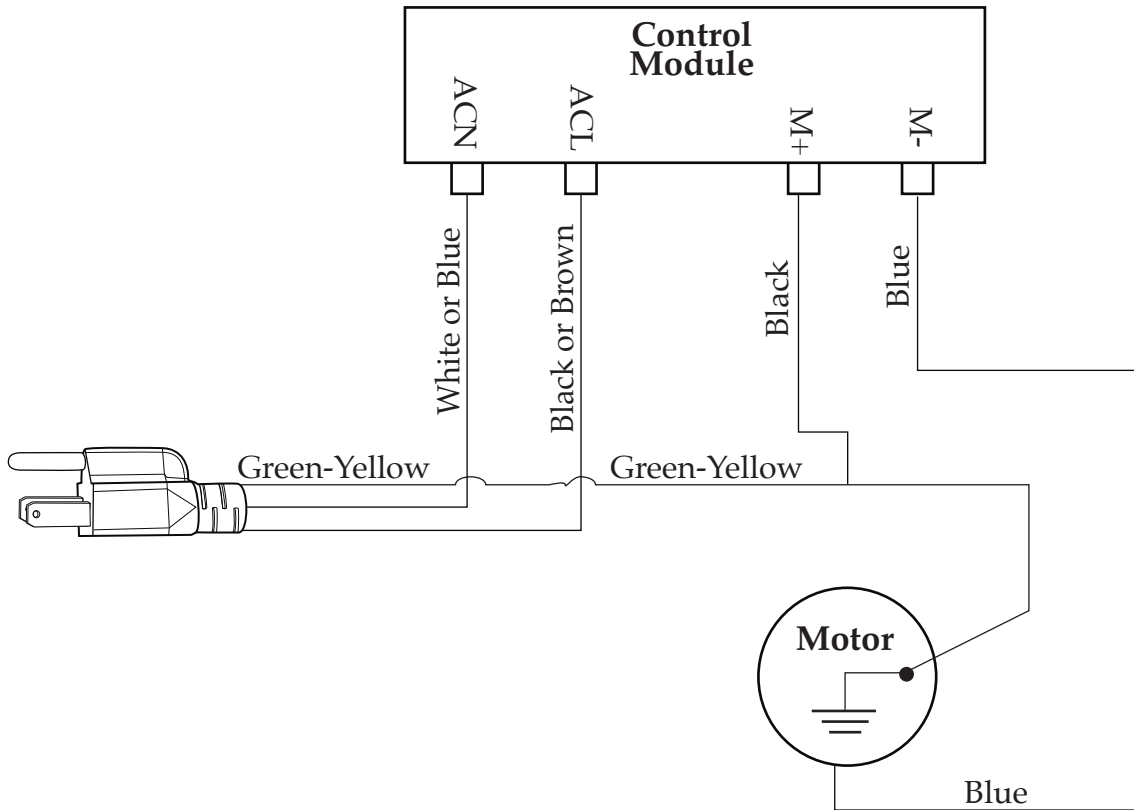 Control
Module
ACN
ACL
M+
M-
White or Blue
Black or Brown
Black
Blue
Green-Yellow
Green-Yellow
Motor
Blue